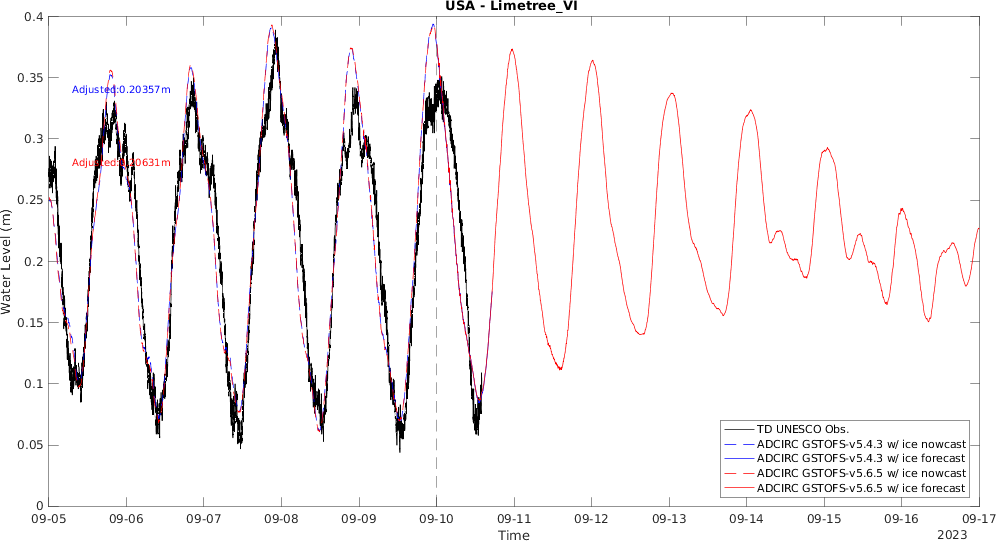 USA - Limetree_VI
0.4
0.35
0.3
0.25
0.2
0.15
0.1
0.05
0
Water Level (m)
Adjusted:0.20357m
Adjusted:0.20631m
TD UNESCO Obs.
ADCIRC GSTOFS-v5.4.3 w/ ice nowcast
ADCIRC GSTOFS-v5.4.3 w/ ice forecast
ADCIRC GSTOFS-v5.6.5 w/ ice nowcast
ADCIRC GSTOFS-v5.6.5 w/ ice forecast
09-05 09-06 09-07 09-08 09-09 09-10 09-11 09-12 09-13 09-14 09-15 09-16 09-17
Time
2023